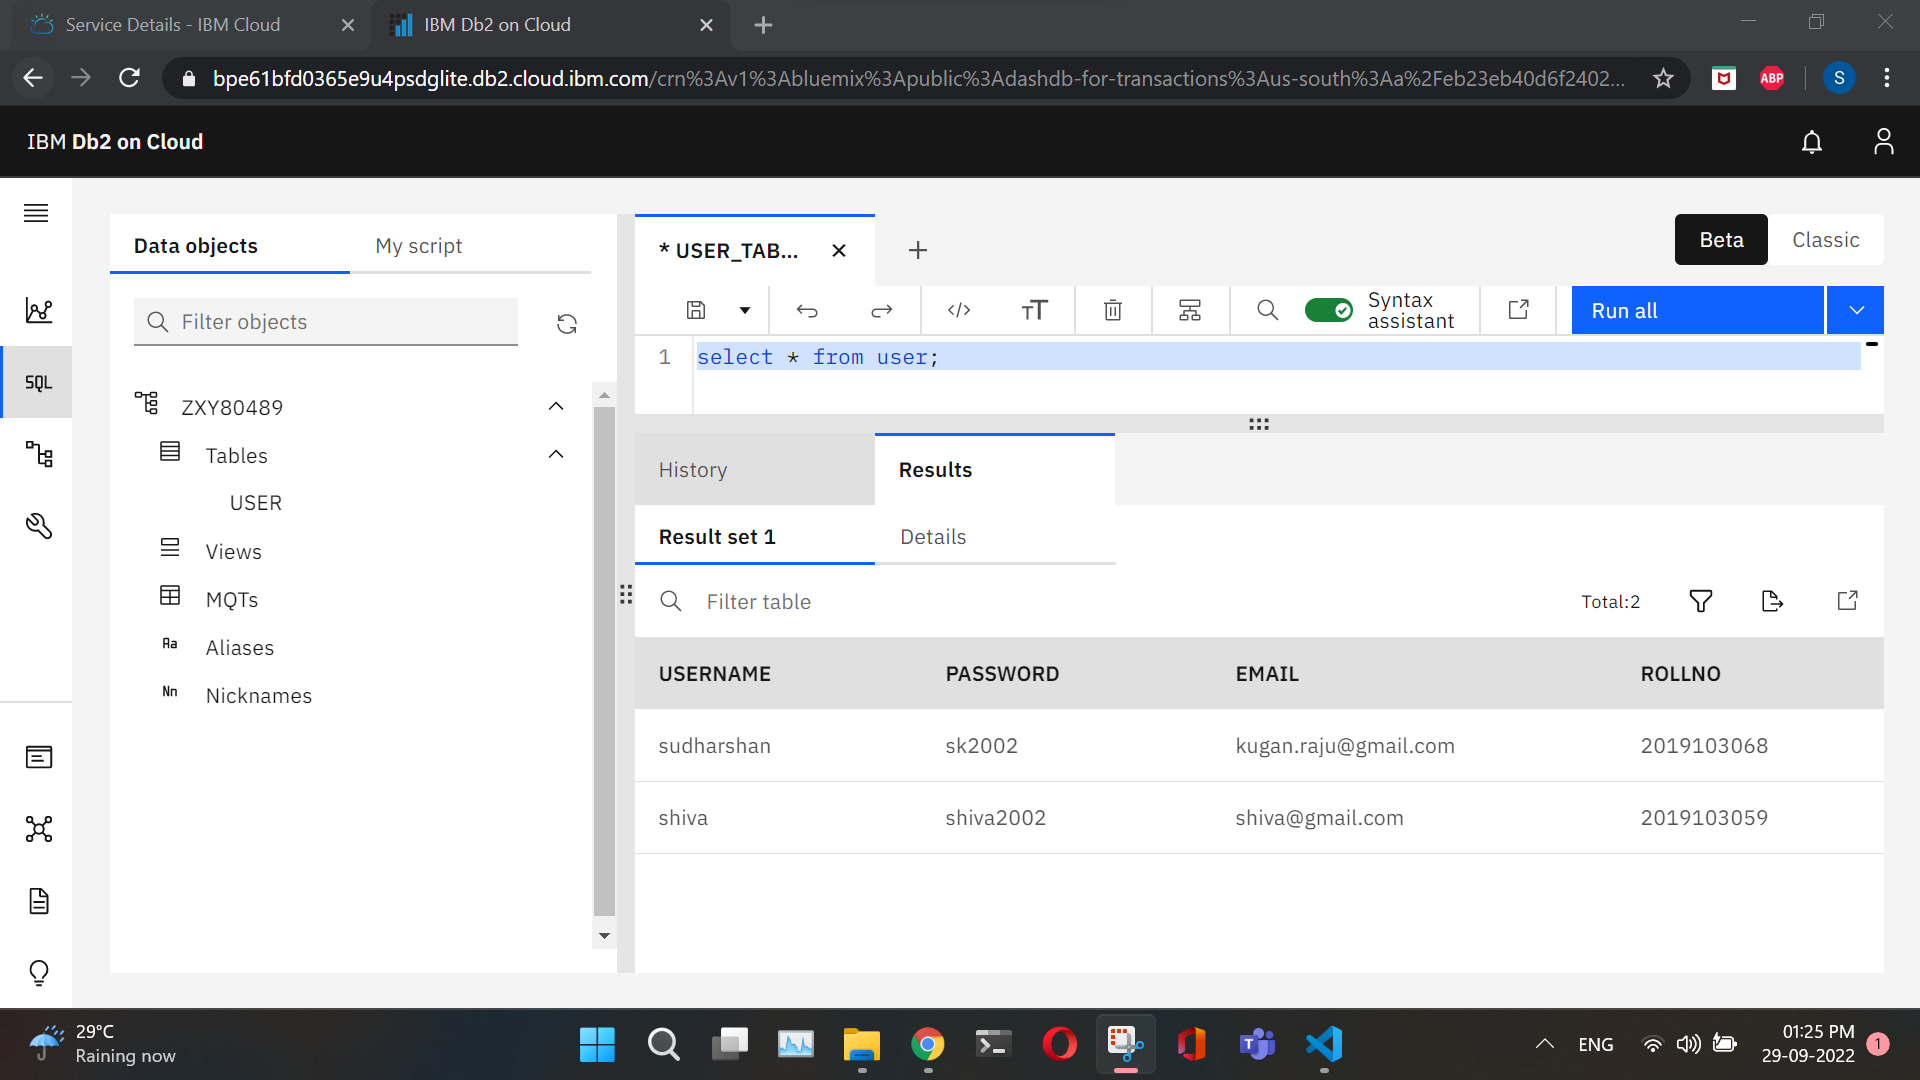 Service Details - IBM Cloud
IBM Db2 on Cloud
bpe61bfd0365e9u4psdglite.db2.cloud.ibm.com/crn%3Av1%3Abluemix%3Apublic%3Adashdb-for-transactions%3Aus-south%3Aa%2Feb23eb40d6f2402...
ABP
S
IBM Db2 on Cloud
SQL
Data objects
My script
Filter objects
ZXY80489
Tables
USER
Views
MQTs
Aa Aliases
Nn Nicknames
* USER_TAB...
Beta
Classic
</> TT
Syntax
assistant
Run all
1 select * from user;
History
Results
Result set 1
Details
Filter table
Total:2
USERNAME PASSWORD EMAIL ROLLNO
sudharshan sk2002 kugan.raju@gmail.com 2019103068
shiva shiva2002 shiva@gmail.com 2019103059
29°C
Raining now
ENG
01:25 PM
29-09-2022
1